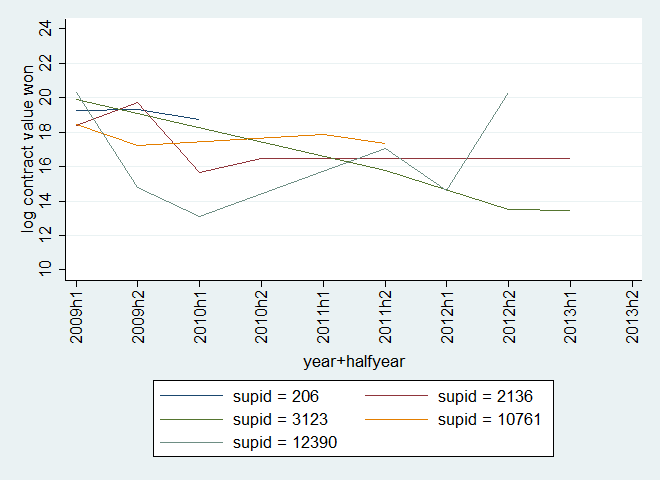 log contract value won
24
22
20
18
16
14
12
10
2009h1
2009h2
2010h1
2010h2
2011h1
2011h2
2012h1
2012h2
2013h1
2013h2
year+halfyear
supid = 206
supid = 2136
supid = 3123
supid = 10761
supid = 12390